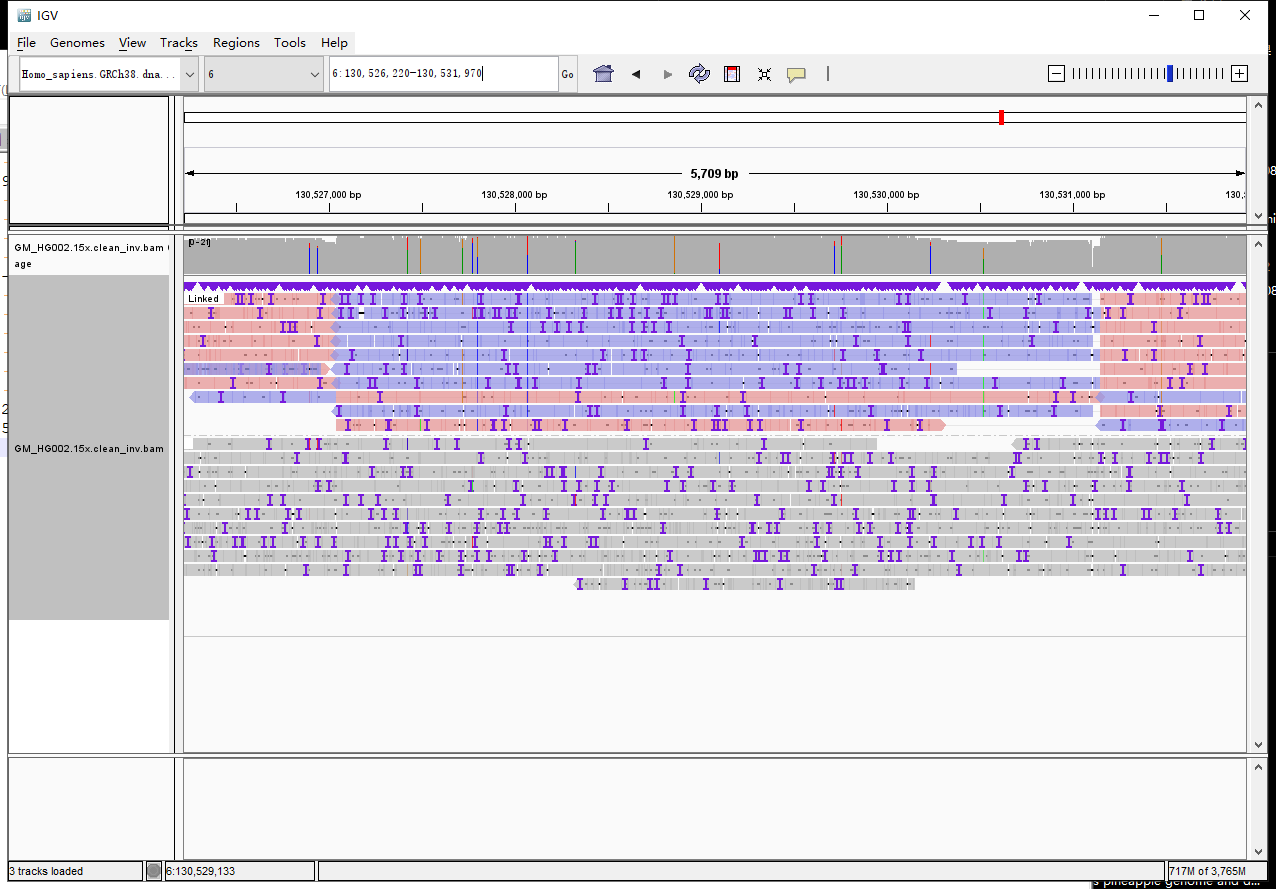 IGV
File Genomes View Tracks Regions Tools Help
Homo_sapiens.GRCh38.dna... 6 6:130,526,220-130,531,970 Go
5,709 bp
130,527,000 bp 130,528,000 bp 130,529,000 bp 130,530,000 bp 130,531,000 bp 130,
GM_HG002.15x.clean_inv.bam
age
[0-21]
Linked
GM_HG002.15x.clean_inv.bam
3 tracks loaded 6:130,529,133 717M of 3,765M
s pineapple genome and d...